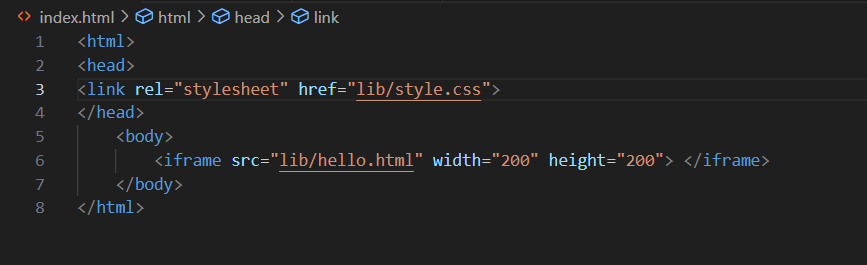 index.html > html > head > link
1 <html>
2 <head>
3 <link rel="stylesheet" href="lib/style.css">
4 </head>
5     <body>
6         <iframe src="lib/hello.html" width="200" height="200"> </iframe>
7     </body>
8 </html>